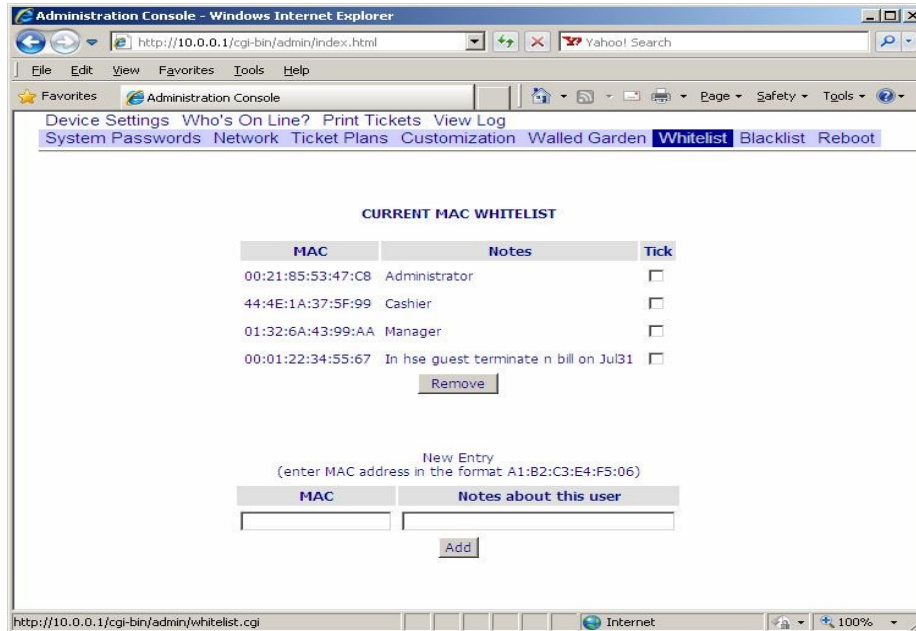 Administration Console - Windows Internet Explorer
http://10.0.0.1/cgi-bin/admin/index.html
Yahoo! Search
File Edit View Favorites Tools Help
Favorites Administration Console Page Safety Tools
Device Settings Who's On Line? Print Tickets View Log
System Passwords Network Ticket Plans Customization Walled Garden Whitelist Blacklist Reboot
CURRENT MAC WHITELIST
MAC Notes Tick
00:21:85:53:47:C8 Administrator
44:4E:1A:37:5F:99 Cashier
01:32:6A:43:99:AA Manager
00:01:22:34:55:67 In hse guest terminate n bill on Jul31
Remove
New Entry
(enter MAC address in the format A1:B2:C3:E4:F5:06)
MAC Notes about this user
Add
http://10.0.0.1/cgi-bin/admin/whitelist.cgi Internet 100%